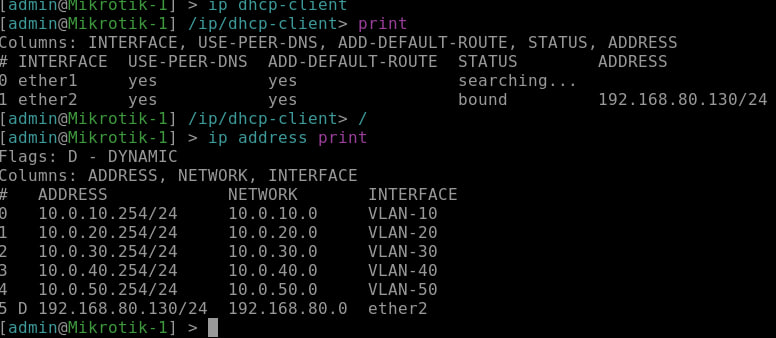 [admin@Mikrotik-1] > ip dhcp-client
[admin@Mikrotik-1] /ip/dhcp-client> print
Columns: INTERFACE, USE-PEER-DNS, ADD-DEFAULT-ROUTE, STATUS, ADDRESS
# INTERFACE  USE-PEER-DNS  ADD-DEFAULT-ROUTE  STATUS        ADDRESS
0 ether1     yes           yes                searching...
1 ether2     yes           yes                bound         192.168.80.130/24
[admin@Mikrotik-1] /ip/dhcp-client> /
[admin@Mikrotik-1] > ip address print
Flags: D - DYNAMIC
Columns: ADDRESS, NETWORK, INTERFACE
#   ADDRESS            NETWORK       INTERFACE
0   10.0.10.254/24     10.0.10.0     VLAN-10
1   10.0.20.254/24     10.0.20.0     VLAN-20
2   10.0.30.254/24     10.0.30.0     VLAN-30
3   10.0.40.254/24     10.0.40.0     VLAN-40
4   10.0.50.254/24     10.0.50.0     VLAN-50
5 D 192.168.80.130/24  192.168.80.0  ether2
[admin@Mikrotik-1] >